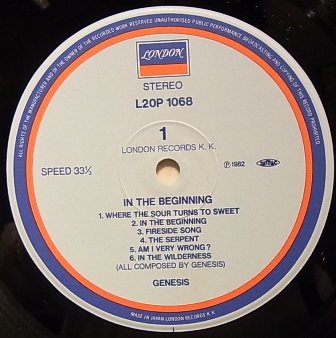 ALL RIGHTS OF THE MANUFACTURER AND OF THE OWNER OF THE RECORDED WORK RESERVED UNAUTHORISED PUBLIC PERFORMANCE BROADCASTING AND COPYING OF THIS RECORD PROHIBITED
LONDON
STEREO
L20P 1068
1
LONDON RECORDS K. K.
SPEED 33⅓
℗1982
IN THE BEGINNING
1. WHERE THE SOUR TURNS TO SWEET
2. IN THE BEGINNING
3. FIRESIDE SONG
4. THE SERPENT
5. AM I VERY WRONG?
6. IN THE WILDERNESS
(ALL COMPOSED BY GENESIS)
GENESIS
MADE IN JAPAN LONDON RECORDS K. K.